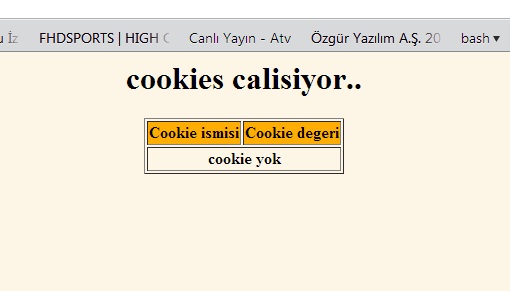 u İz FHDSPORTS | HIGH C Canlı Yayın - Atv Özgür Yazılım A.Ş. 20 bash
cookies calisiyor..
Cookie ismisi Cookie degeri
cookie yok